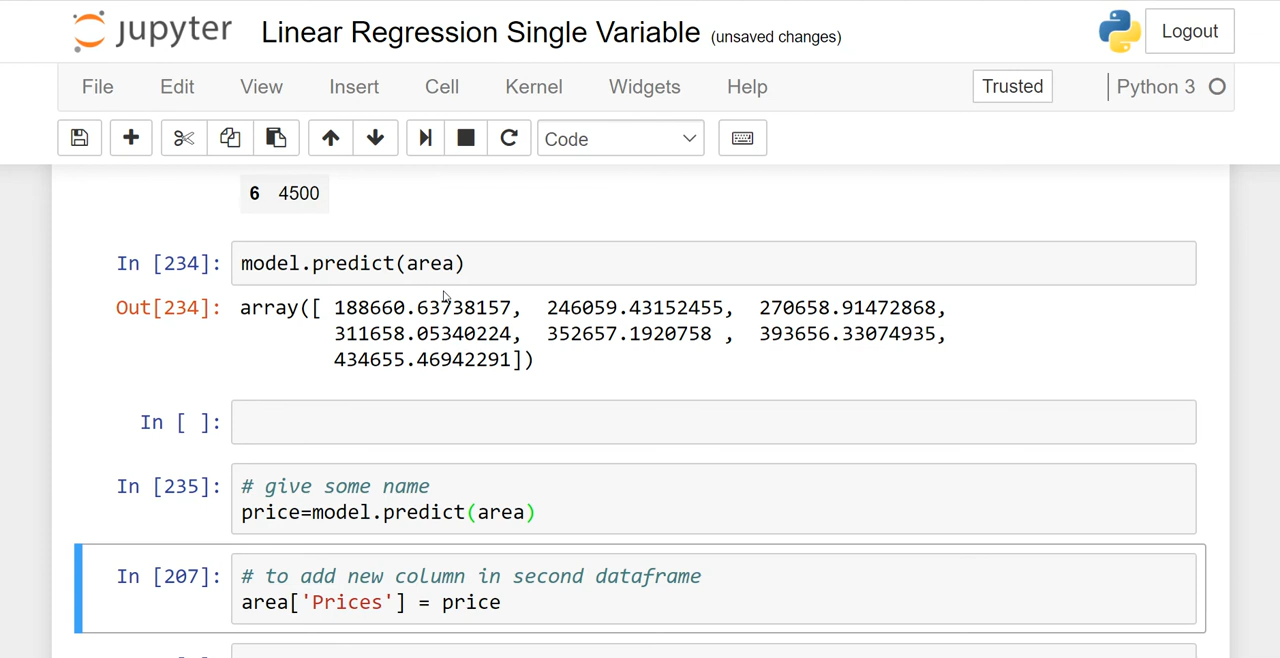 jupyter Linear Regression Single Variable (unsaved changes) Logout
File Edit View Insert Cell Kernel Widgets Help Trusted Python 3
Code
6 4500
In [234]: model.predict(area)
Out[234]: array([ 188660.63738157, 246059.43152455, 270658.91472868,
311658.05340224, 352657.1920758 , 393656.33074935,
434655.46942291])
In [ ]:
In [235]: # give some name
price=model.predict(area)
In [207]: # to add new column in second dataframe
area['Prices'] = price